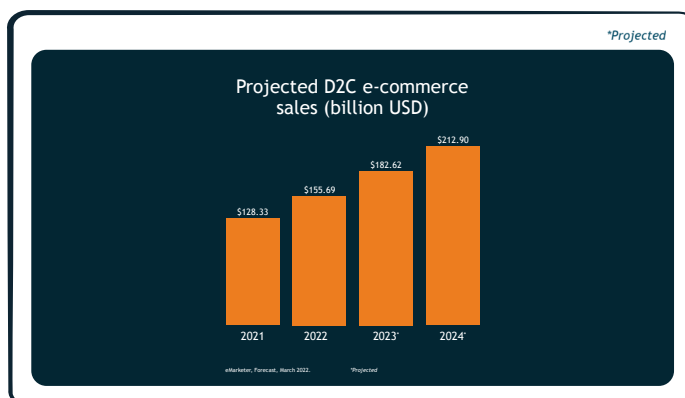 *Projected
Projected D2C e-commerce
sales (billion USD)
$212.90
$182.62
$155.69
$128.33
2021 2022 2023* 2024*
eMarketer, Forecast, March 2022. *Projected